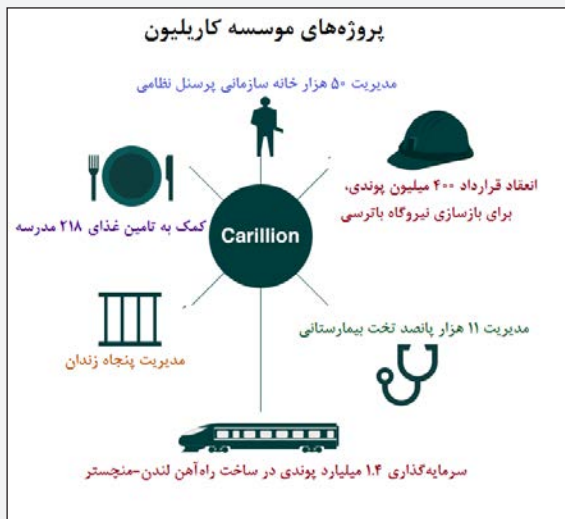 پروژه‌های موسسه کاریلیون
مدیریت ۵۰ هزار خانه سازمانی پرسنل نظامی
انعقاد قرارداد ۴۰۰ میلیون پوندی،
برای بازسازی نیروگاه باترسی
کمک به تامین غذای ۲۱۸ مدرسه
Carillion
مدیریت ۱۱ هزار پانصد تخت بیمارستانی
مدیریت پنجاه زندان
سرمایه‌گذاری ۱.۴ میلیارد پوندی در ساخت راه‌آهن لندن-منچستر